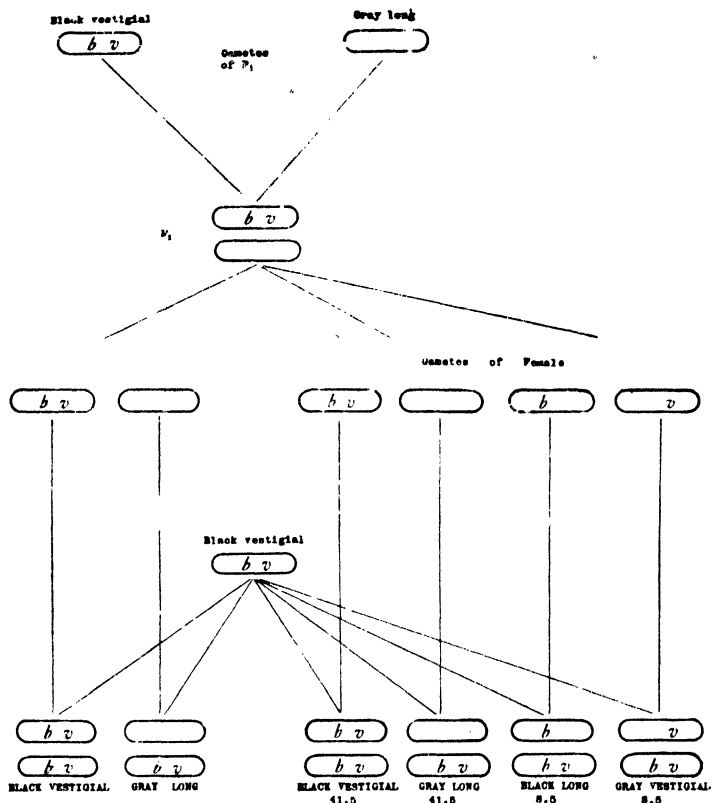 Black vestigial
Gray long
b v
Gametes
of F₁
b v
F₁
Gametes of Female
b v
b v
b
v
Black vestigial
b v
b v
b v
b
v
b v
b v
b v
b v
b v
b v
BLACK VESTIGIAL
GRAY LONG
BLACK VESTIGIAL
41.5
GRAY LONG
41.5
BLACK LONG
8.5
GRAY VESTIGIAL
8.5